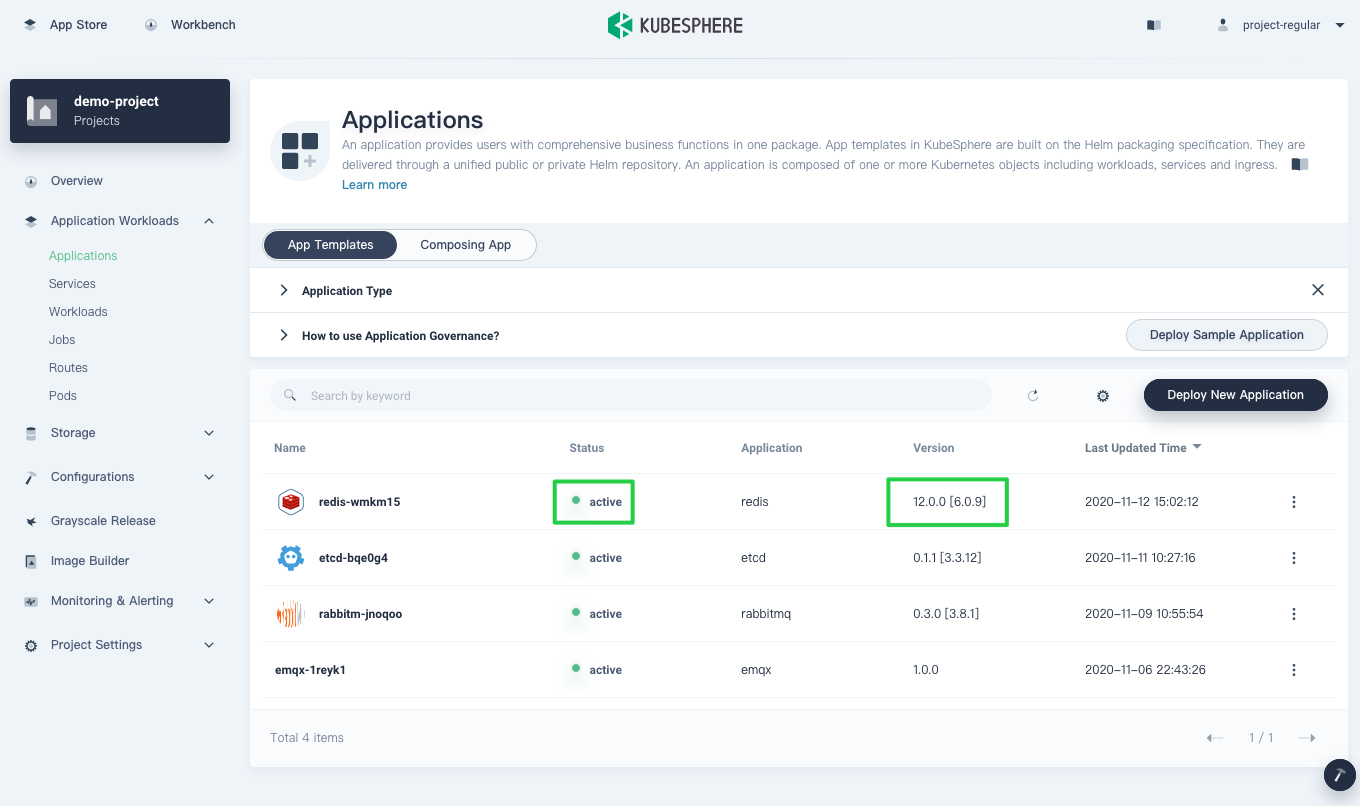 App Store
Workbench
KUBESPHERE
project-regular
demo-project
Projects
Overview
Application Workloads
Applications
Services
Workloads
Jobs
Routes
Pods
Storage
Configurations
Grayscale Release
Image Builder
Monitoring & Alerting
Project Settings
Applications
An application provides users with comprehensive business functions in one package. App templates in KubeSphere are built on the Helm packaging specification. They are
delivered through a unified public or private Helm repository. An application is composed of one or more Kubernetes objects including workloads, services and ingress.
Learn more
App Templates
Composing App
Application Type
How to use Application Governance?
Deploy Sample Application
Search by keyword
Deploy New Application
Name Status Application Version Last Updated Time
redis-wmkm15 active redis 12.0.0 [6.0.9] 2020-11-12 15:02:12
etcd-bqe0g4 active etcd 0.1.1 [3.3.12] 2020-11-11 10:27:16
rabbitm-jnoqoo active rabbitmq 0.3.0 [3.8.1] 2020-11-09 10:55:54
emqx-1reyk1 active emqx 1.0.0 2020-11-06 22:43:26
Total 4 items
1 / 1